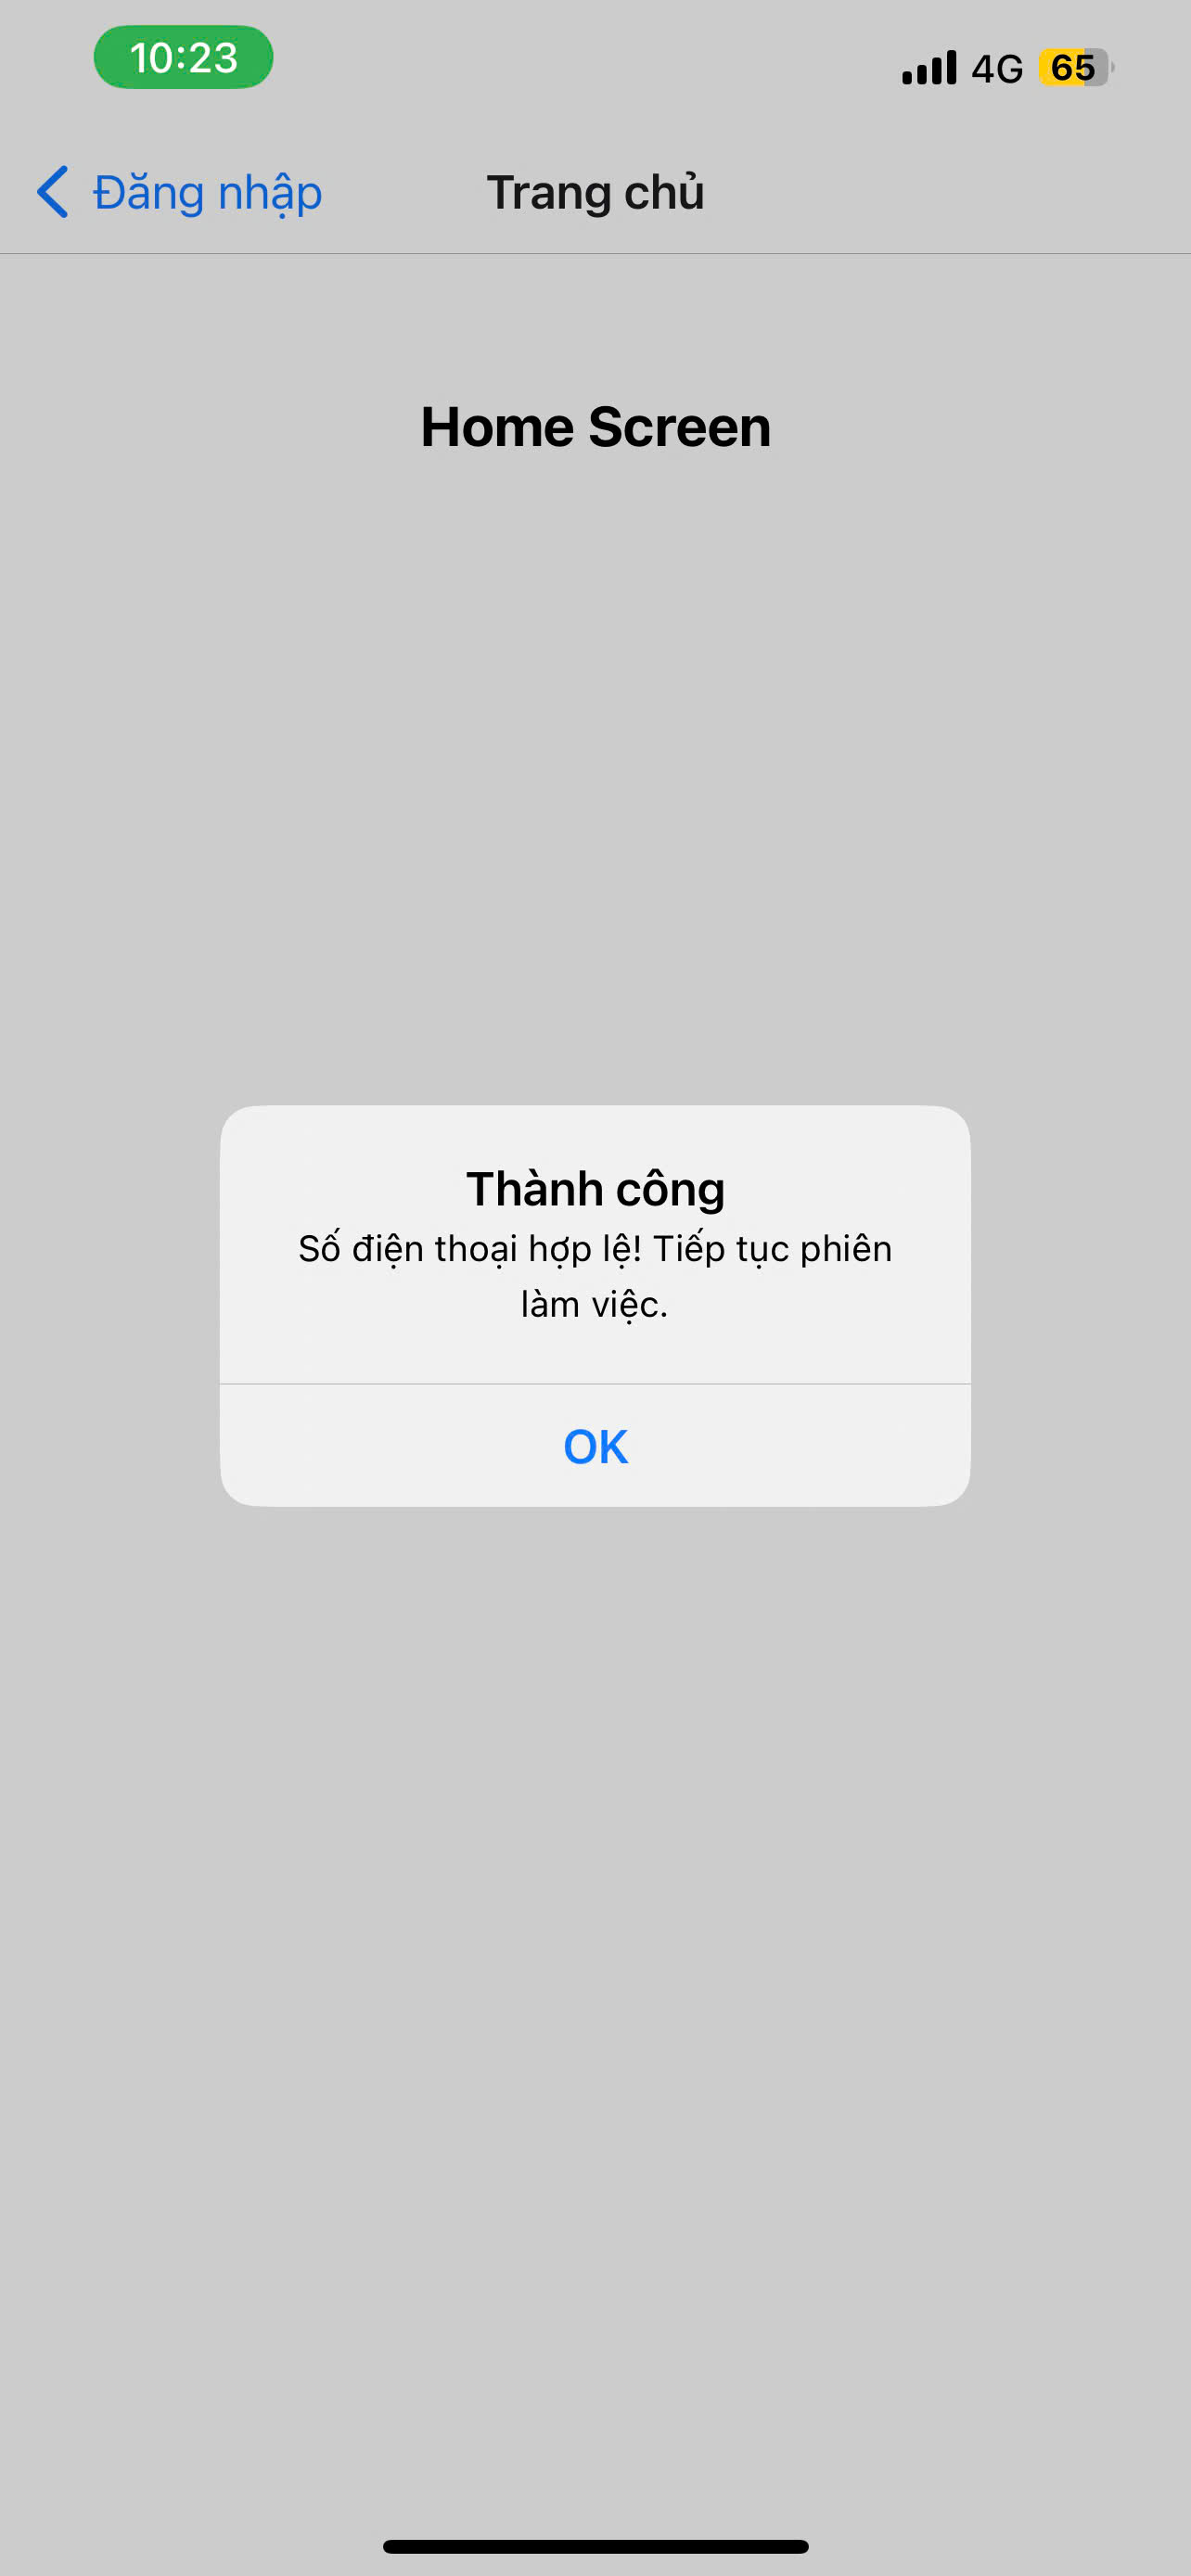 10:23
4G 65
Đăng nhập
Trang chủ
Home Screen
Thành công
Số điện thoại hợp lệ! Tiếp tục phiên
làm việc.
OK